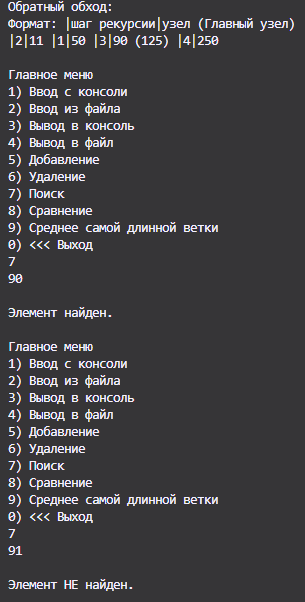 Обратный обход:
Формат: |шаг рекурсии|узел (Главный узел)
|2|11 |1|50 |3|90 (125) |4|250
Главное меню
1) Ввод с консоли
2) Ввод из файла
3) Вывод в консоль
4) Вывод в файл
5) Добавление
6) Удаление
7) Поиск
8) Сравнение
9) Среднее самой длинной ветки
0) <<< Выход
7
90
Элемент найден.
Главное меню
1) Ввод с консоли
2) Ввод из файла
3) Вывод в консоль
4) Вывод в файл
5) Добавление
6) Удаление
7) Поиск
8) Сравнение
9) Среднее самой длинной ветки
0) <<< Выход
7
91
Элемент НЕ найден.